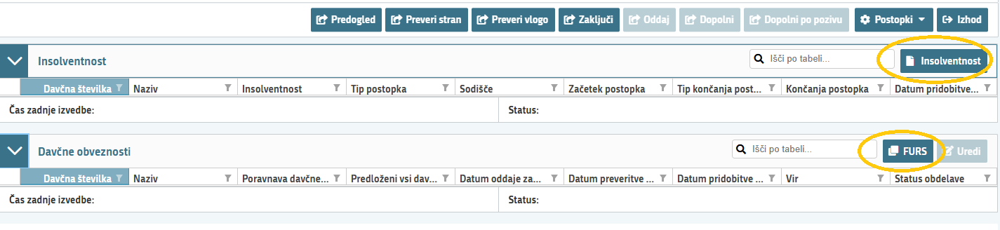 Predogled Preveri stran Preveri vlogo Zaključi Oddaj Dopolni Dopolni po pozivu Postopki Izhod
Insolventnost Išči po tabeli... Insolventnost
Davčna številka Naziv Insolventnost Tip postopka Sodišče Začetek postopka Tip končanja post... Končanja postopka Datum pridobitve...
Čas zadnje izvedbe: Status:
Davčne obveznosti Išči po tabeli... FURS Uredi
Davčna številka Naziv Poravnava davčne... Predloženi vsi dav... Datum oddaje za... Datum preveritve ... Datum pridobitve ... Vir Status obdelave
Čas zadnje izvedbe: Status: